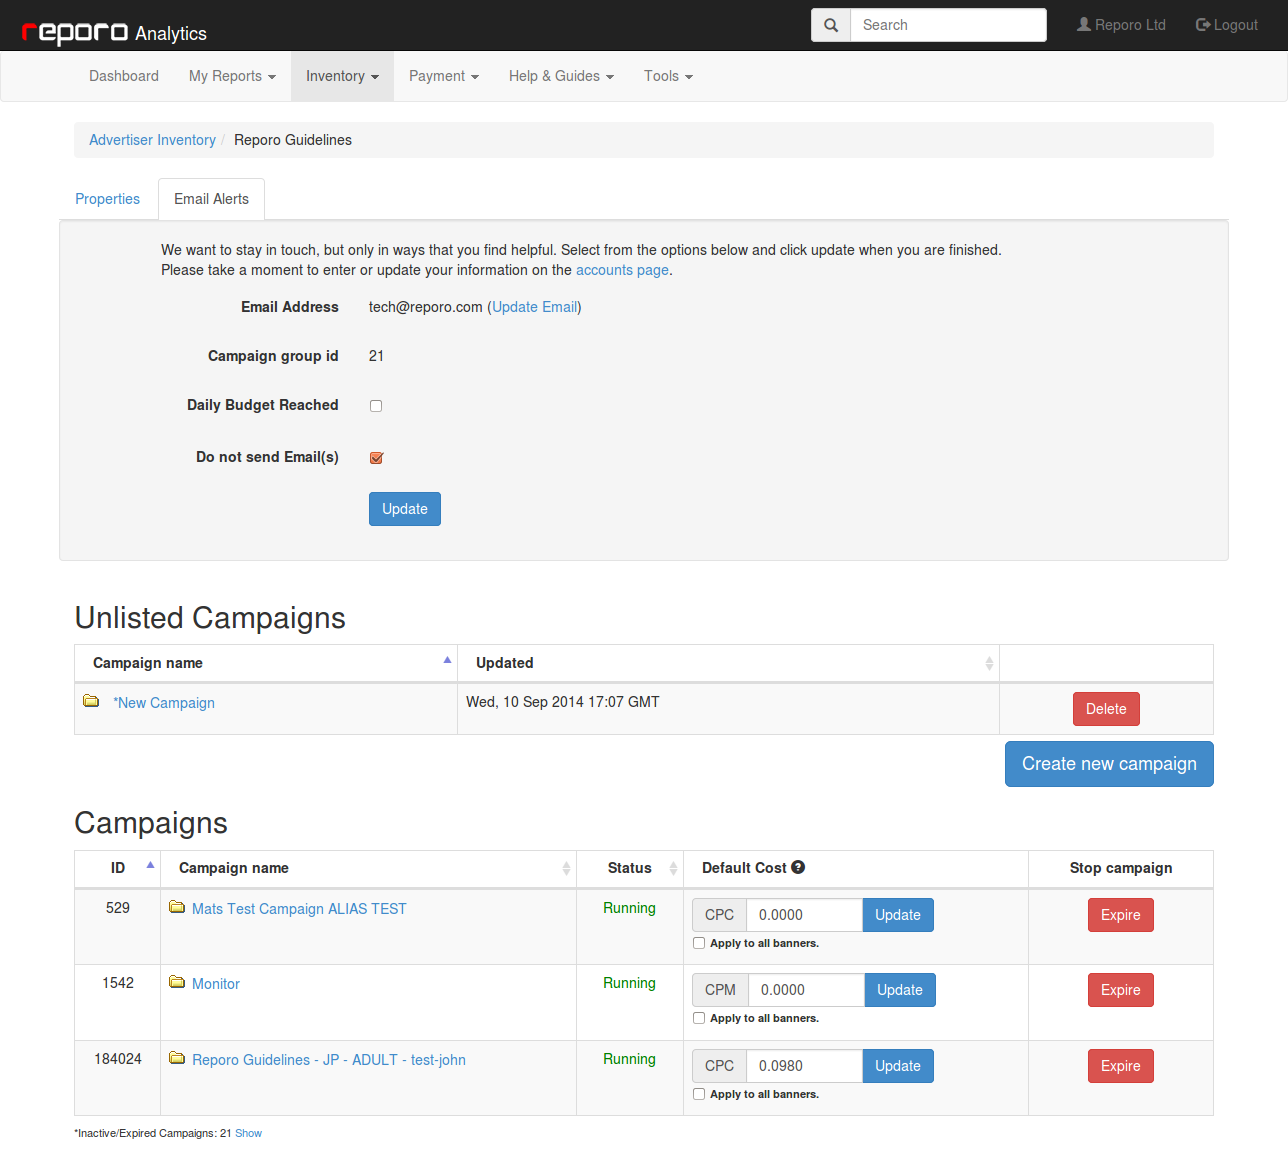 reporo Analytics
Search
Reporo Ltd
Logout
Dashboard My Reports Inventory Payment Help & Guides Tools
Advertiser Inventory / Reporo Guidelines
Properties
Email Alerts
We want to stay in touch, but only in ways that you find helpful. Select from the options below and click update when you are finished.
Please take a moment to enter or update your information on the accounts page.
Email Address tech@reporo.com (Update Email)
Campaign group id 21
Daily Budget Reached
Do not send Email(s)
Update
Unlisted Campaigns
Campaign name Updated
*New Campaign Wed, 10 Sep 2014 17:07 GMT Delete
Create new campaign
Campaigns
ID Campaign name Status Default Cost ? Stop campaign
529 Mats Test Campaign ALIAS TEST Running CPC 0.0000 Update Expire
Apply to all banners.
1542 Monitor Running CPM 0.0000 Update Expire
Apply to all banners.
184024 Reporo Guidelines - JP - ADULT - test-john Running CPC 0.0980 Update Expire
Apply to all banners.
*Inactive/Expired Campaigns: 21 Show